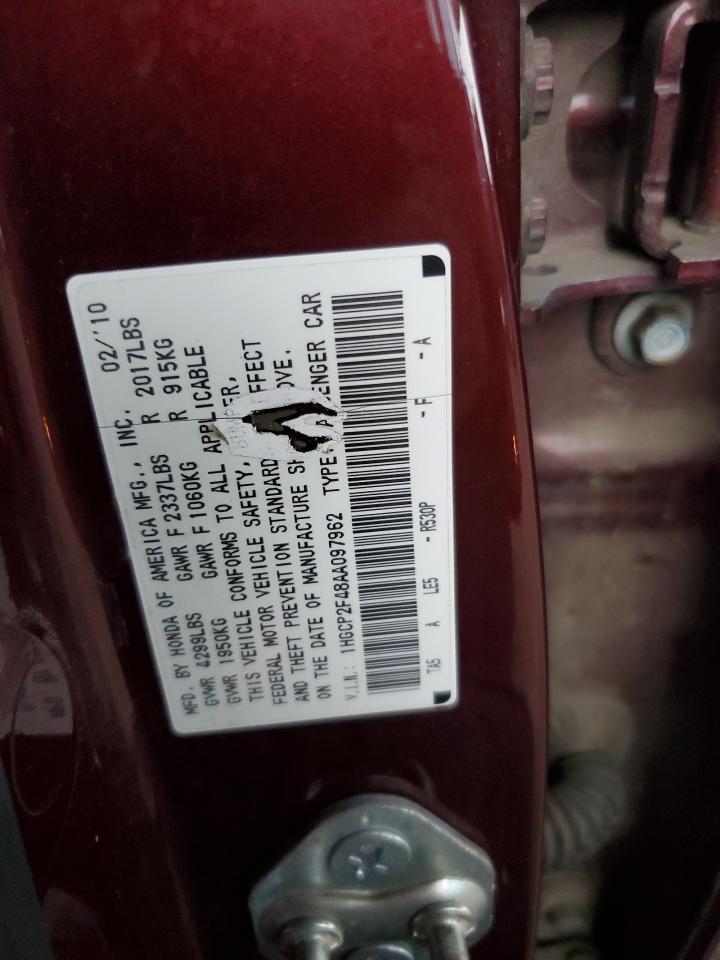 MFD. BY HONDA OF AMERICA MFG., INC. 02/'10
GVWR 4299LBS GAWR F 2337LBS R 2017LBS
GVWR 1950KG GAWR F 1060KG R 915KG
THIS VEHICLE CONFORMS TO ALL APPLICABLE
FEDERAL MOTOR VEHICLE SAFETY,
AND THEFT PREVENTION STANDARD EFFECT
ON THE DATE OF MANUFACTURE OVE.
V.I.N.: 1HGCP2F48AA097962 TYPE: ENGER CAR
TA5 A LE5 - R530P - F - A